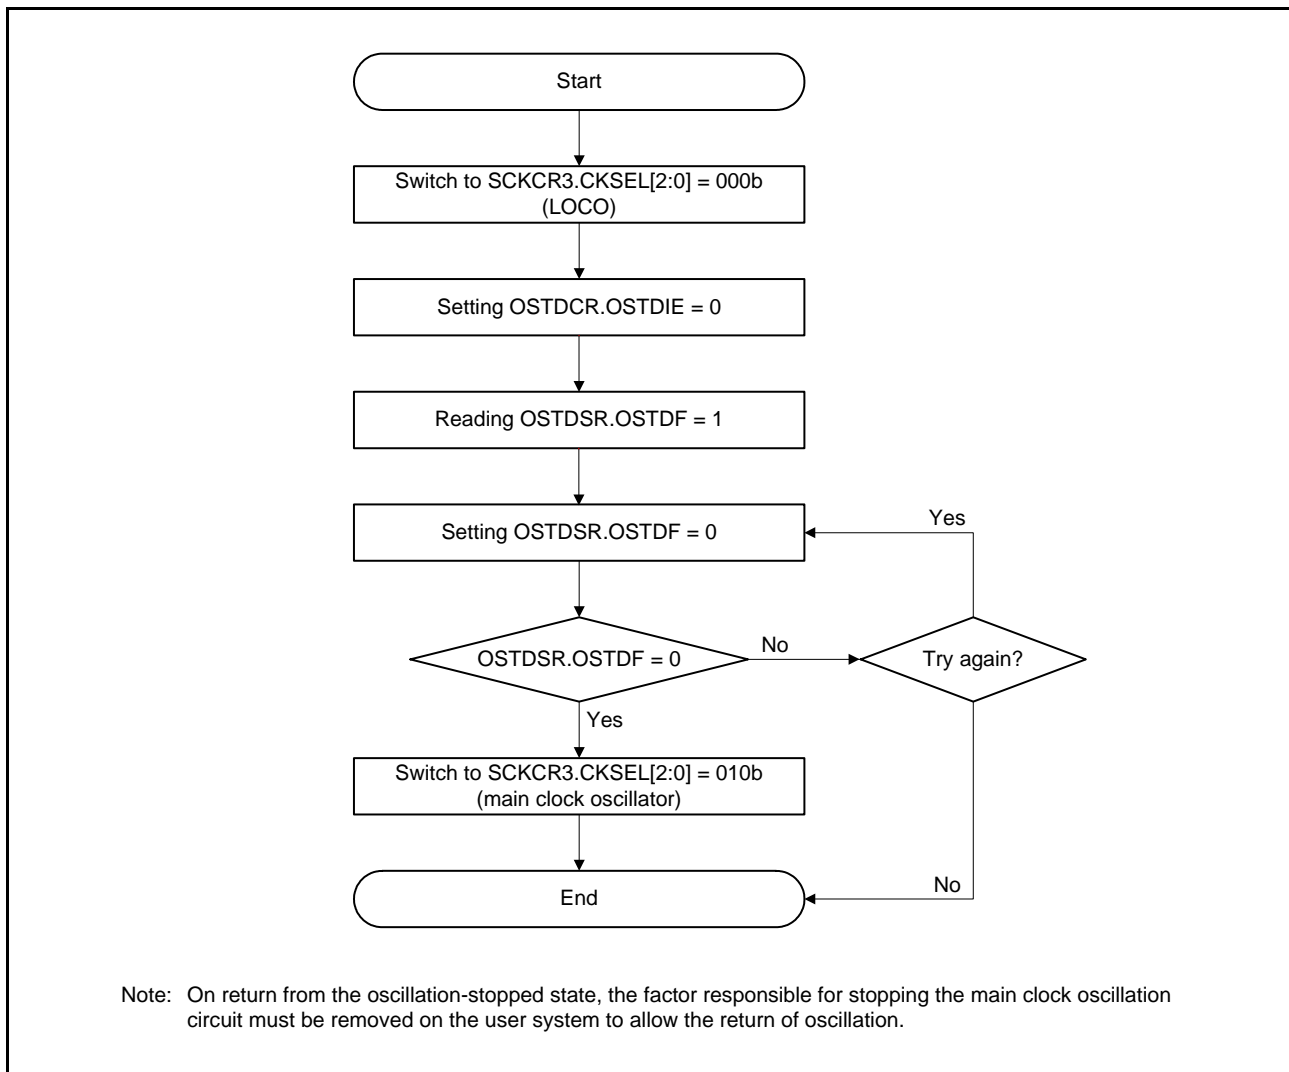 Start
Switch to SCKCR3.CKSEL[2:0] = 000b
(LOCO)
Setting OSTDCR.OSTDIE = 0
Reading OSTDSR.OSTDF = 1
Setting OSTDSR.OSTDF = 0
Yes
OSTDSR.OSTDF = 0
No
Try again?
Yes
Switch to SCKCR3.CKSEL[2:0] = 010b
(main clock oscillator)
No
End
Note: On return from the oscillation-stopped state, the factor responsible for stopping the main clock oscillation
circuit must be removed on the user system to allow the return of oscillation.